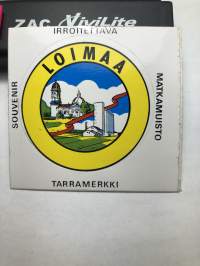 ZAC ViviLite
IRROITETTAVA
SOUVENIR
LOIMAA
MATKAMUISTO
TARRAMERKKI